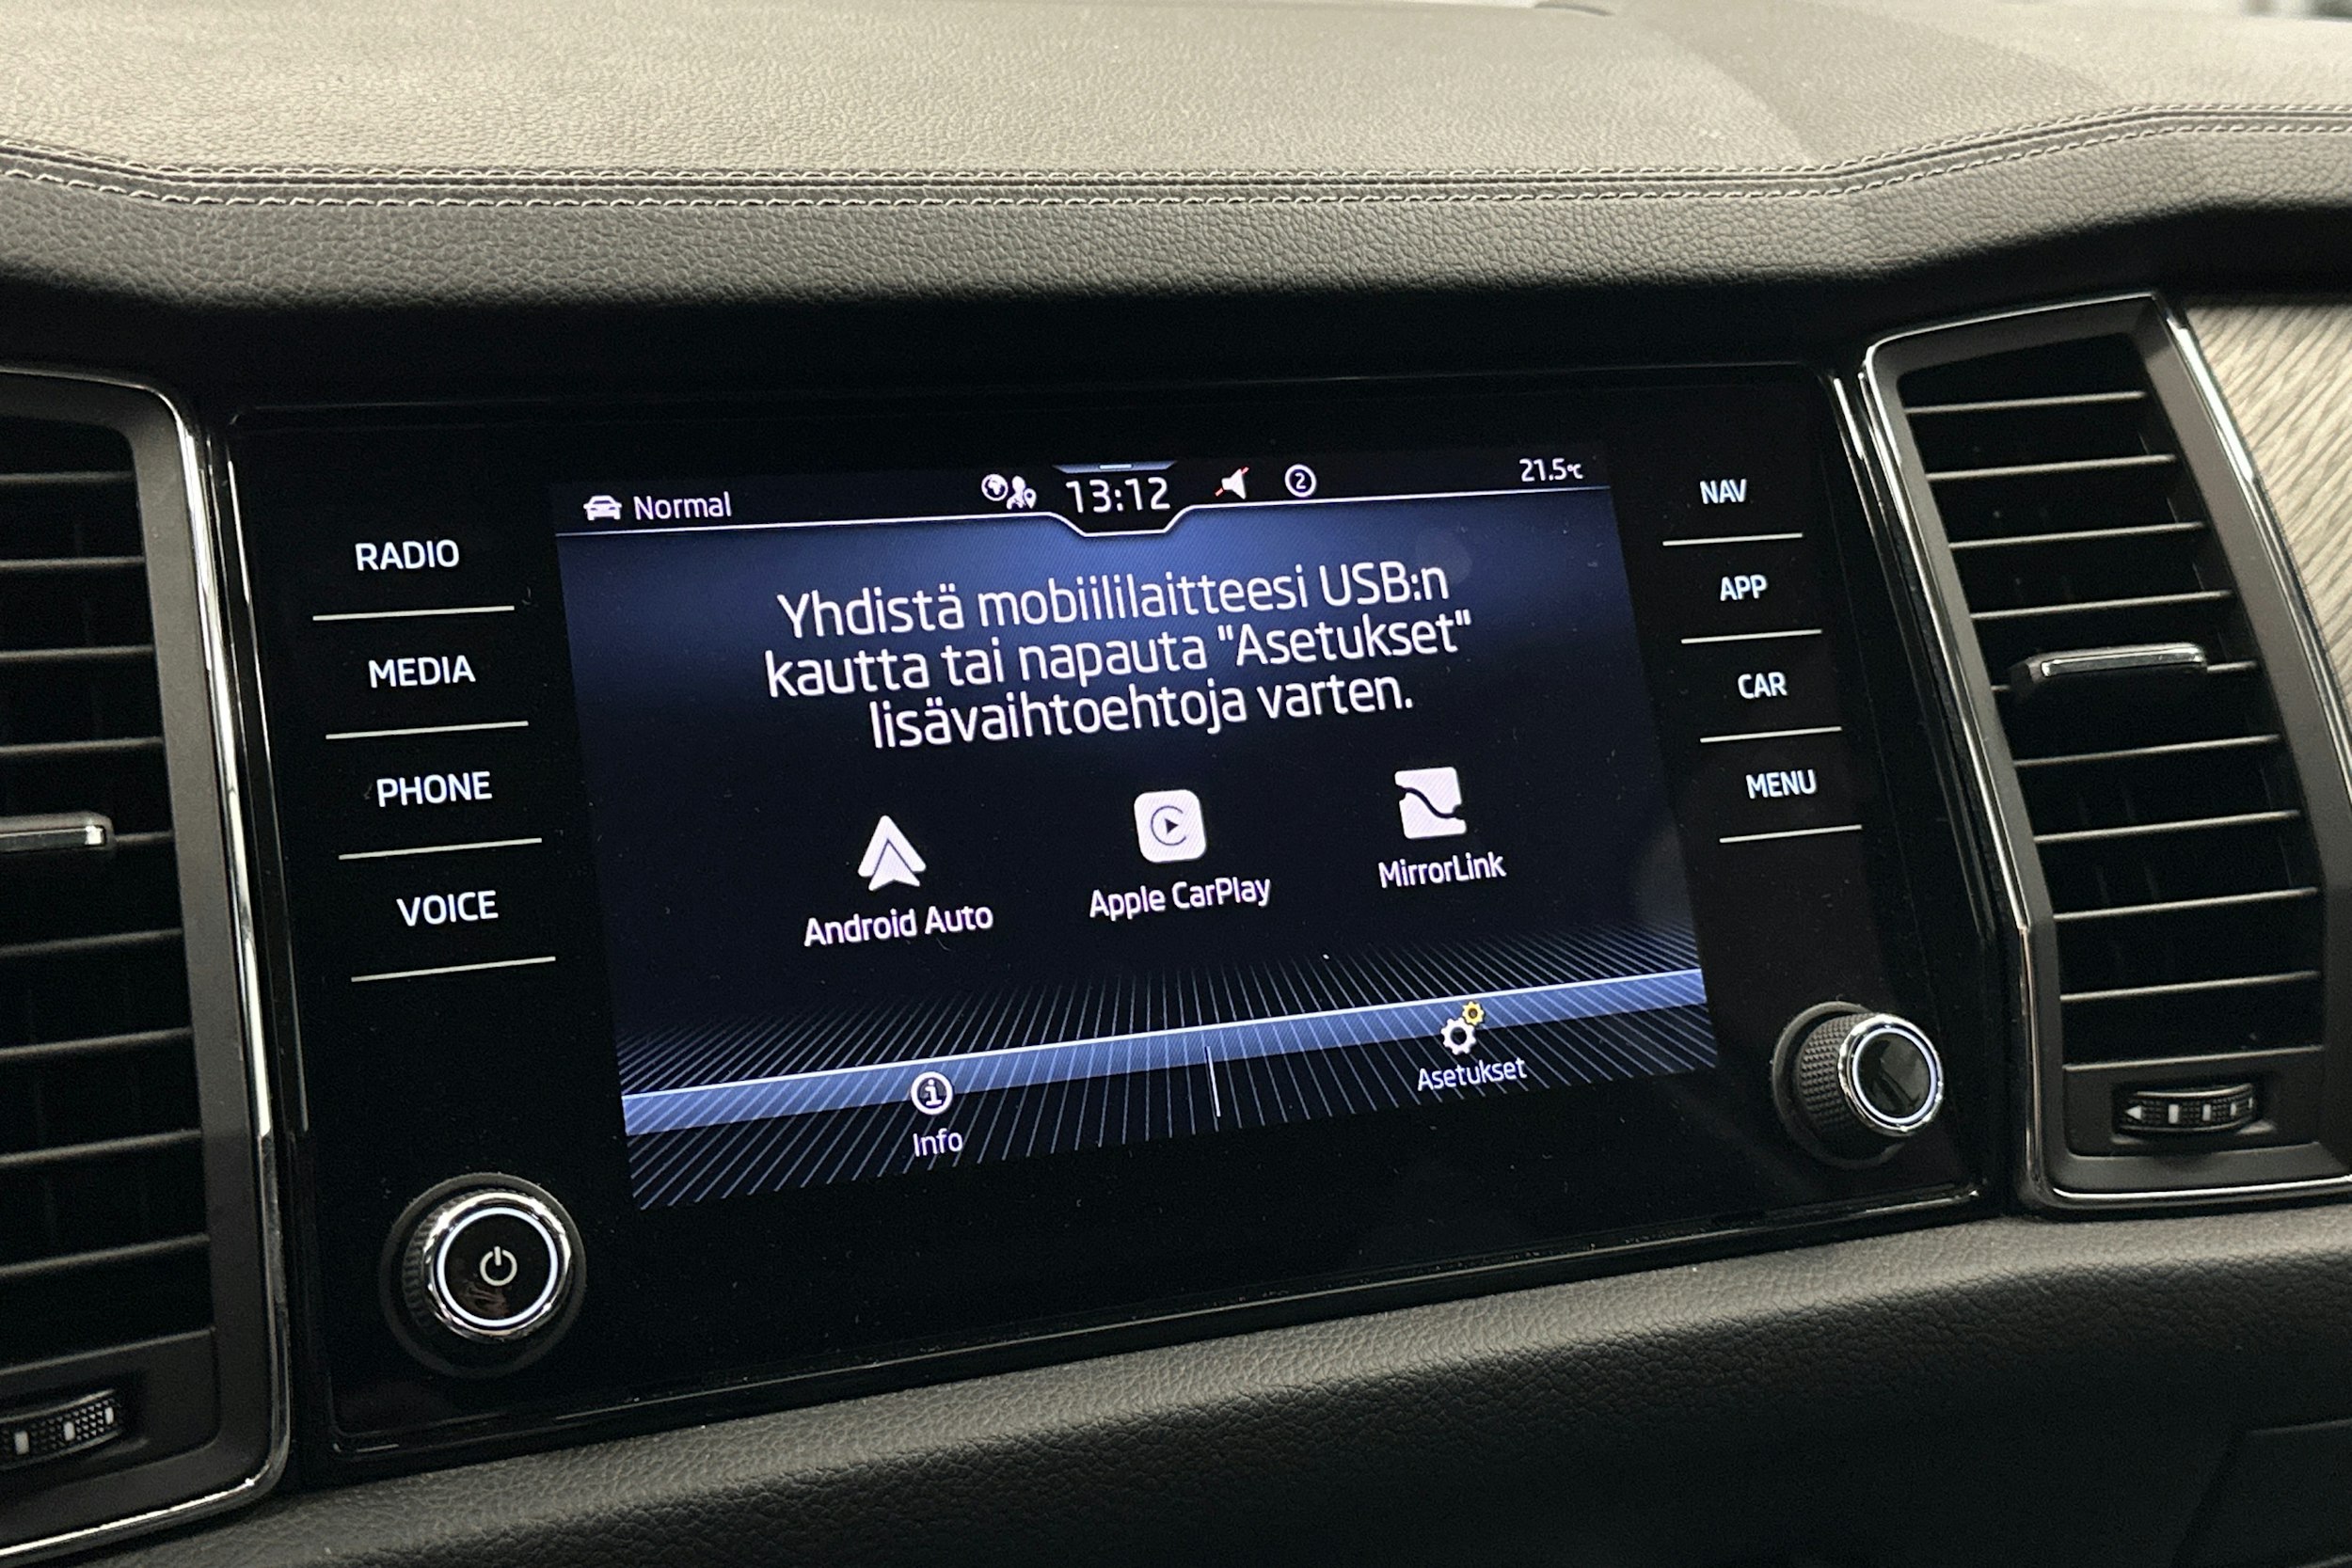 Normal
13:12
2
21.5°C
RADIO
MEDIA
PHONE
VOICE
Yhdistä mobiililaitteesi USB:n
kautta tai napauta "Asetukset"
lisävaihtoehtoja varten.
Android Auto
Apple CarPlay
MirrorLink
Info
Asetukset
NAV
APP
CAR
MENU